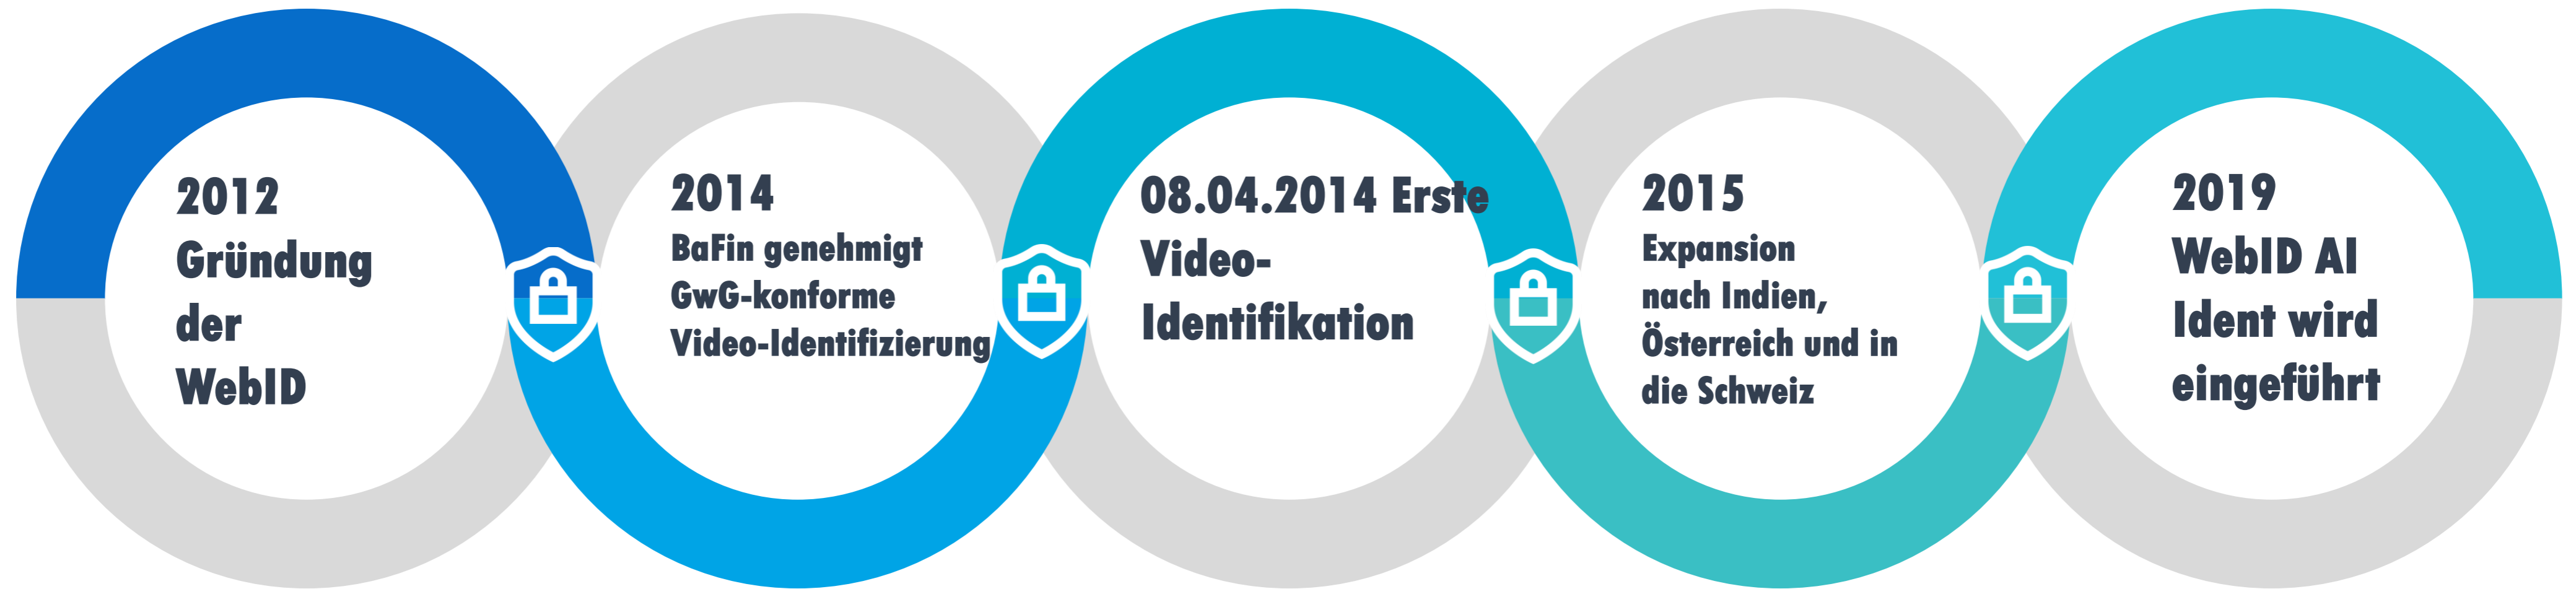 2012
Gründung
der
WebID
2014
BaFin genehmigt
GwG-konforme
Video-Identifizierung
08.04.2014 Erste
Video-
Identifikation
2015
Expansion
nach Indien,
Österreich und in
die Schweiz
2019
WebID AI
Ident wird
eingeführt